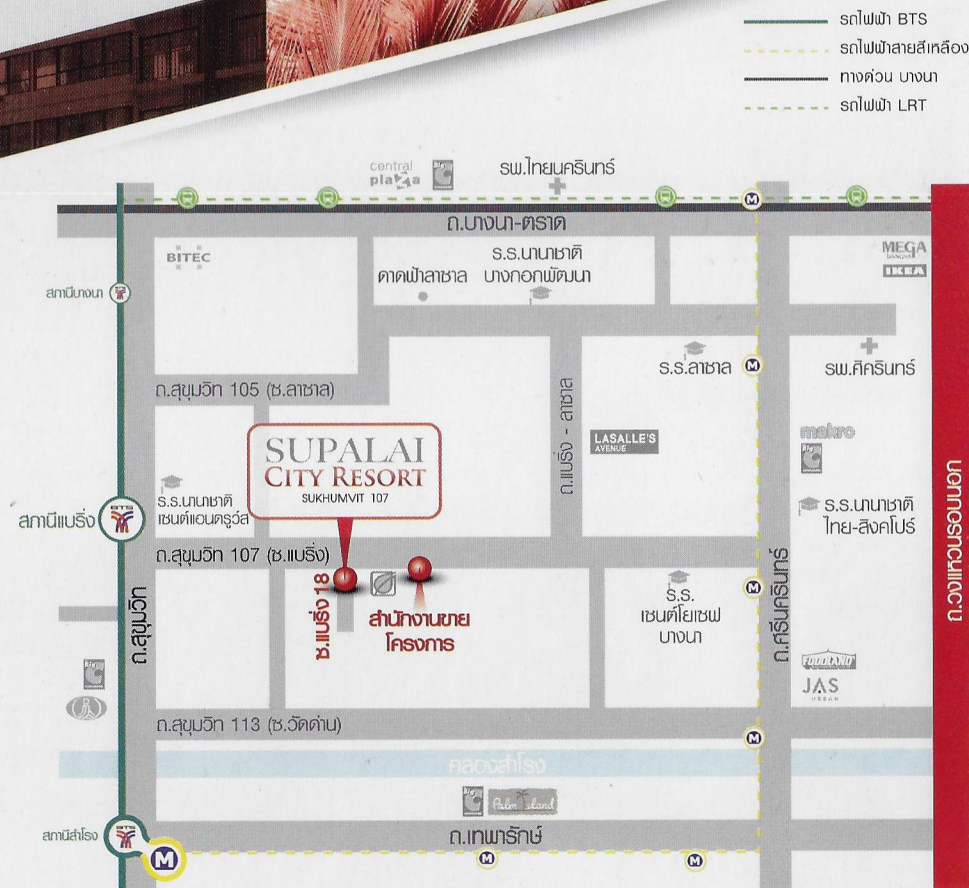 รถไฟฟ้า BTS
รถไฟฟ้าสายสีเหลือง
ทางด่วน บางนา
รถไฟฟ้า LRT
central
plaza
Big
C
รพ.ไทยนครินทร์
M
ถ.บางนา-ตราด
BITEC
ดาดฟ้าลาซาล
ร.ร.นานาชาติ
บางกอกพัฒนา
MEGA
BANGNA
IKEA
สถานีบางนา
ร.ร.ลาซาล
M
รพ.ศิครินทร์
ถ.สุขุมวิท 105 (ซ.ลาซาล)
ถ.แบริ่ง - ลาซาล
LASALLE'S
AVENUE
makro
Big
C
SUPALAI
CITY RESORT
SUKHUMVIT 107
ร.ร.นานาชาติ
เซนต์แอนดรูว์ส
ร.ร.นานาชาติ
ไทย-สิงคโปร์
ถ.วงแหวนรอบนอก
สถานีแบริ่ง
BTS
ถ.สุขุมวิท 107 (ซ.แบริ่ง)
ซ.แบริ่ง 18
สำนักงานขาย
โครงการ
ร.ร.
เซนต์โยเซฟ
บางนา
M
ถ.ศรีนครินทร์
ถ.สุขุมวิท
Big
C
FOODLAND
JAS
URBAN
ถ.สุขุมวิท 113 (ซ.วัดด่าน)
M
คลองสำโรง
Big
C
Palm Island
สถานีสำโรง
BTS
ถ.เทพารักษ์
M
M
M